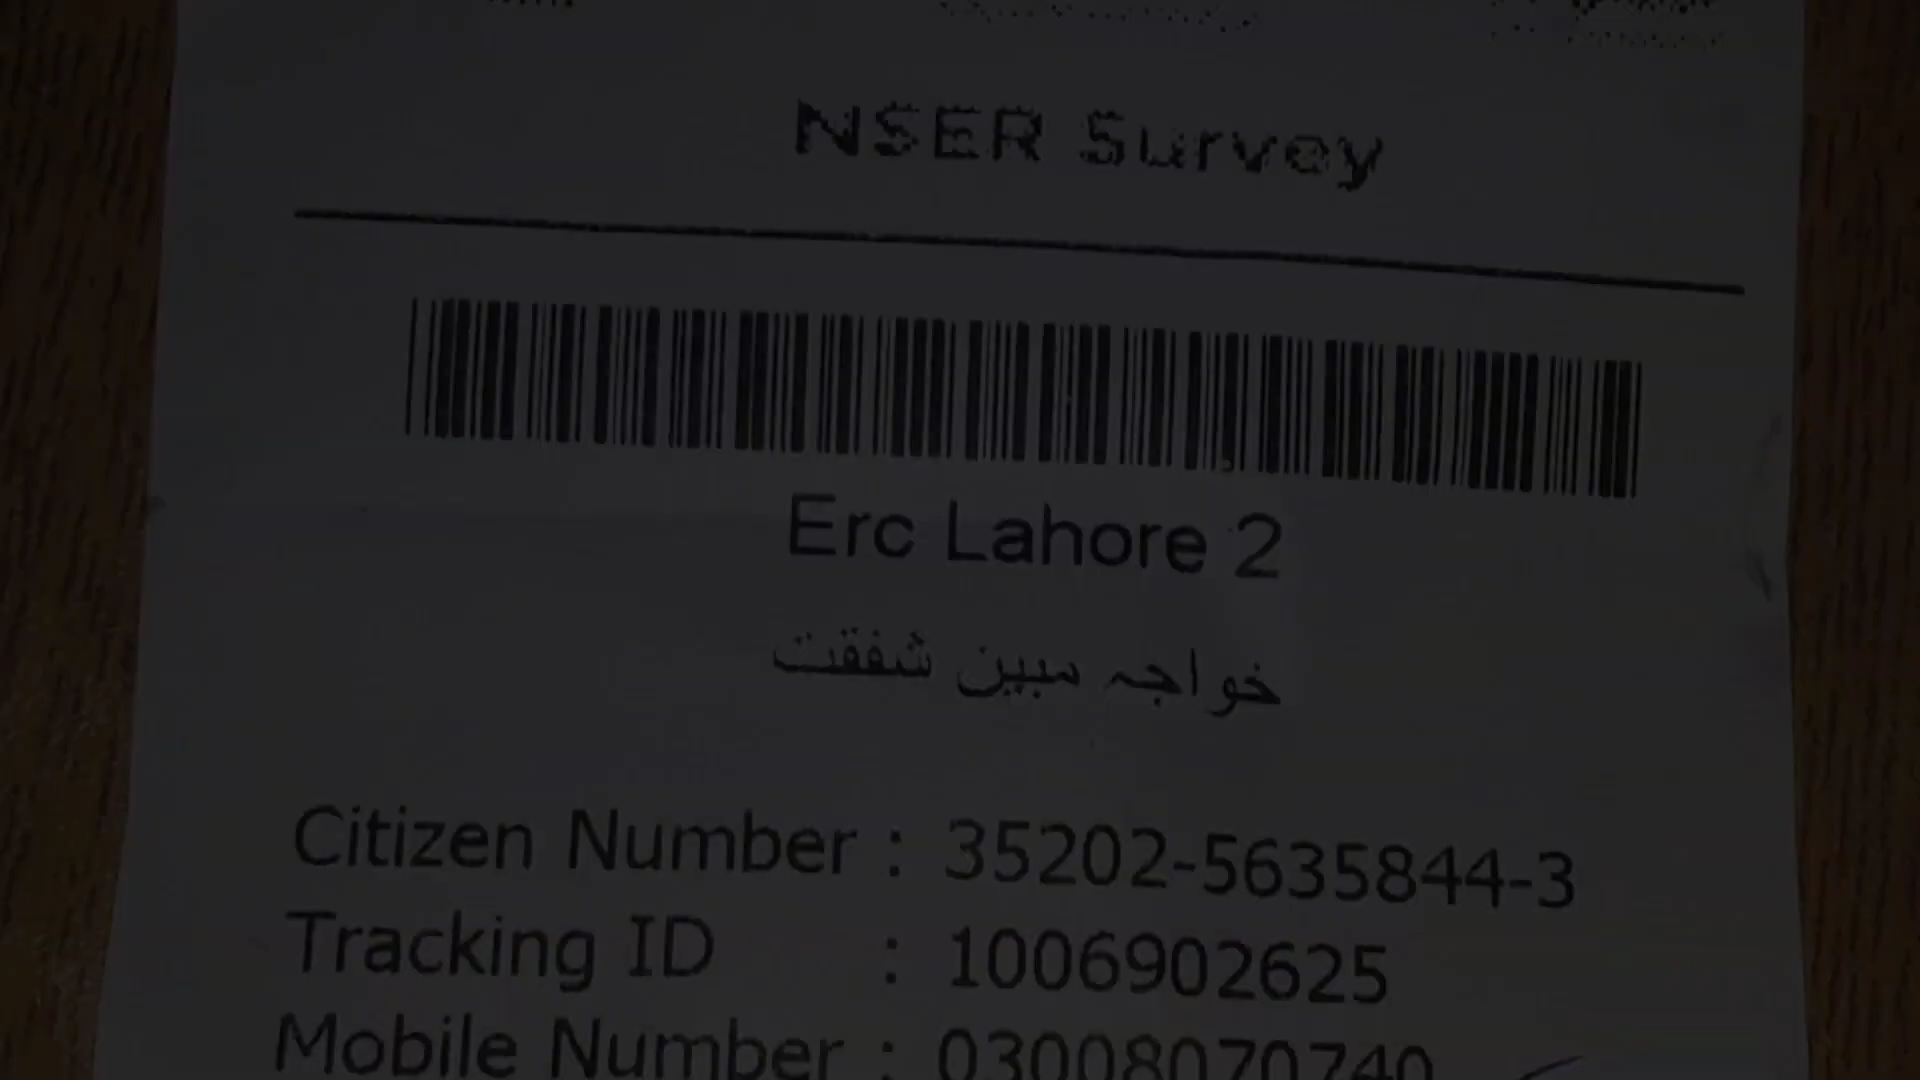 NSER Survey
Erc Lahore 2
خواجہ مبین شفقت
Citizen Number : 35202-5635844-3
Tracking ID : 1006902625
Mobile Number : 03008070740